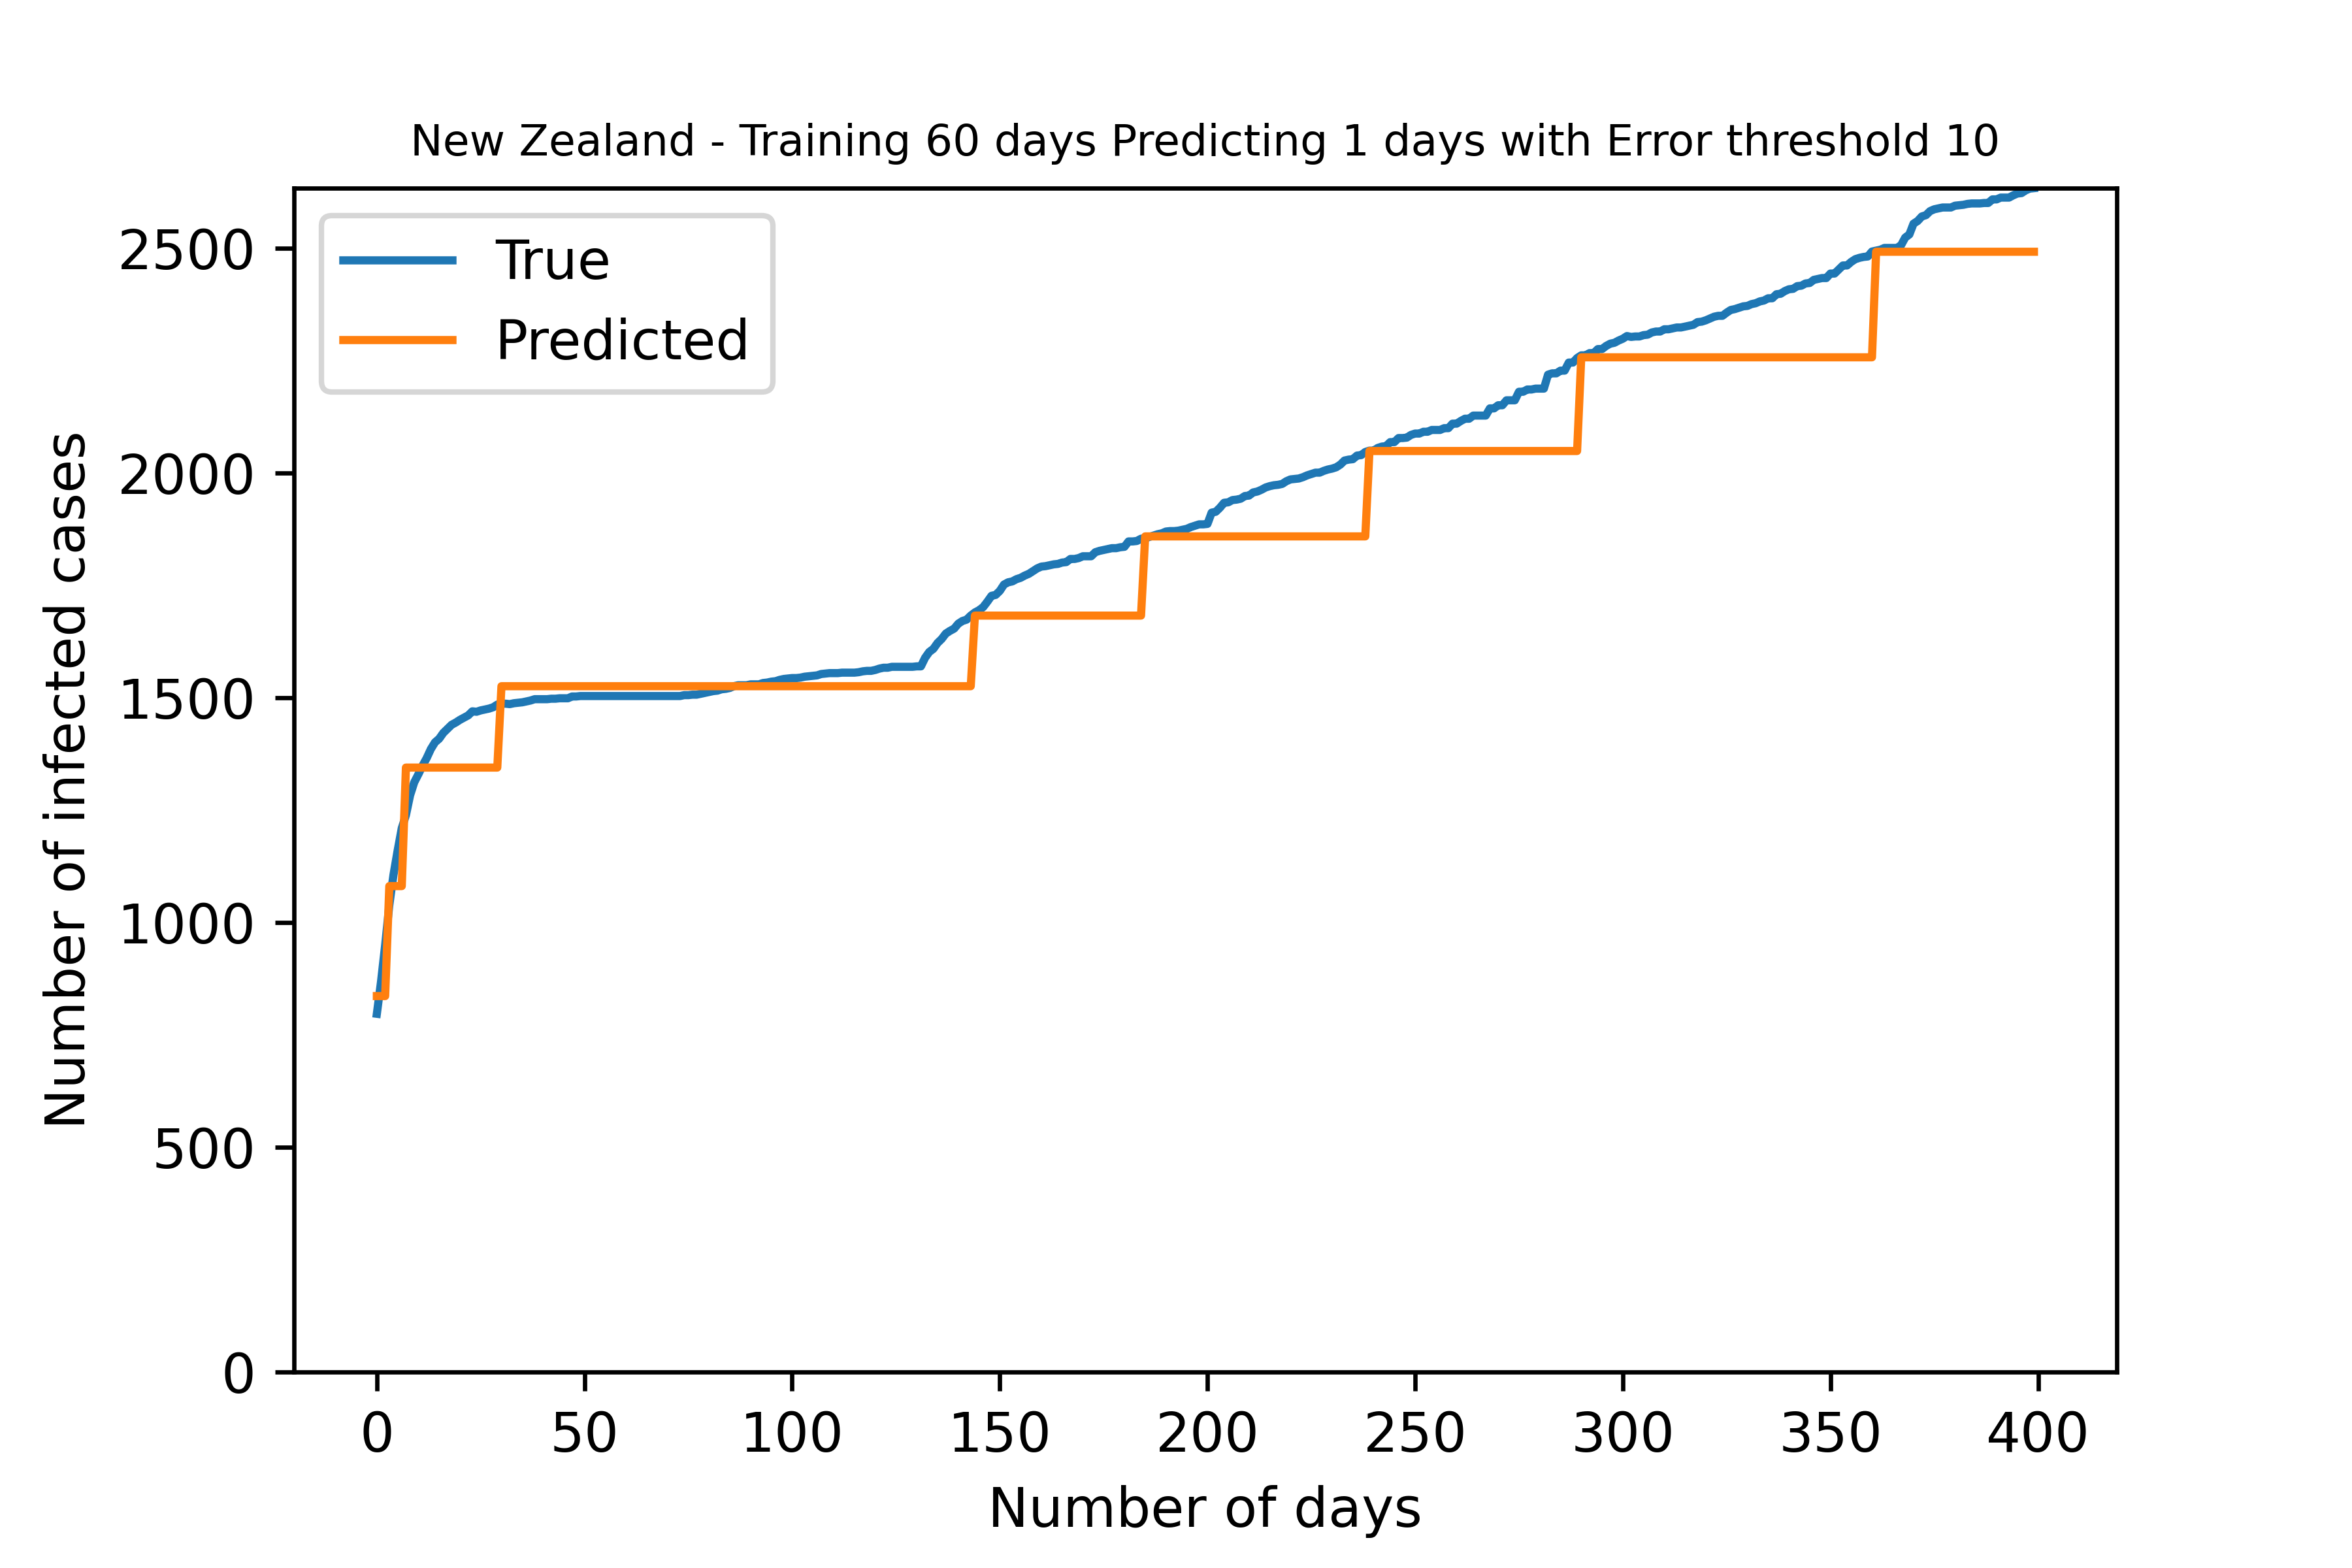 New Zealand - Training 60 days Predicting 1 days with Error threshold 10
True
Predicted
Number of infected cases
2500
2000
1500
1000
500
0
0 50 100 150 200 250 300 350 400
Number of days